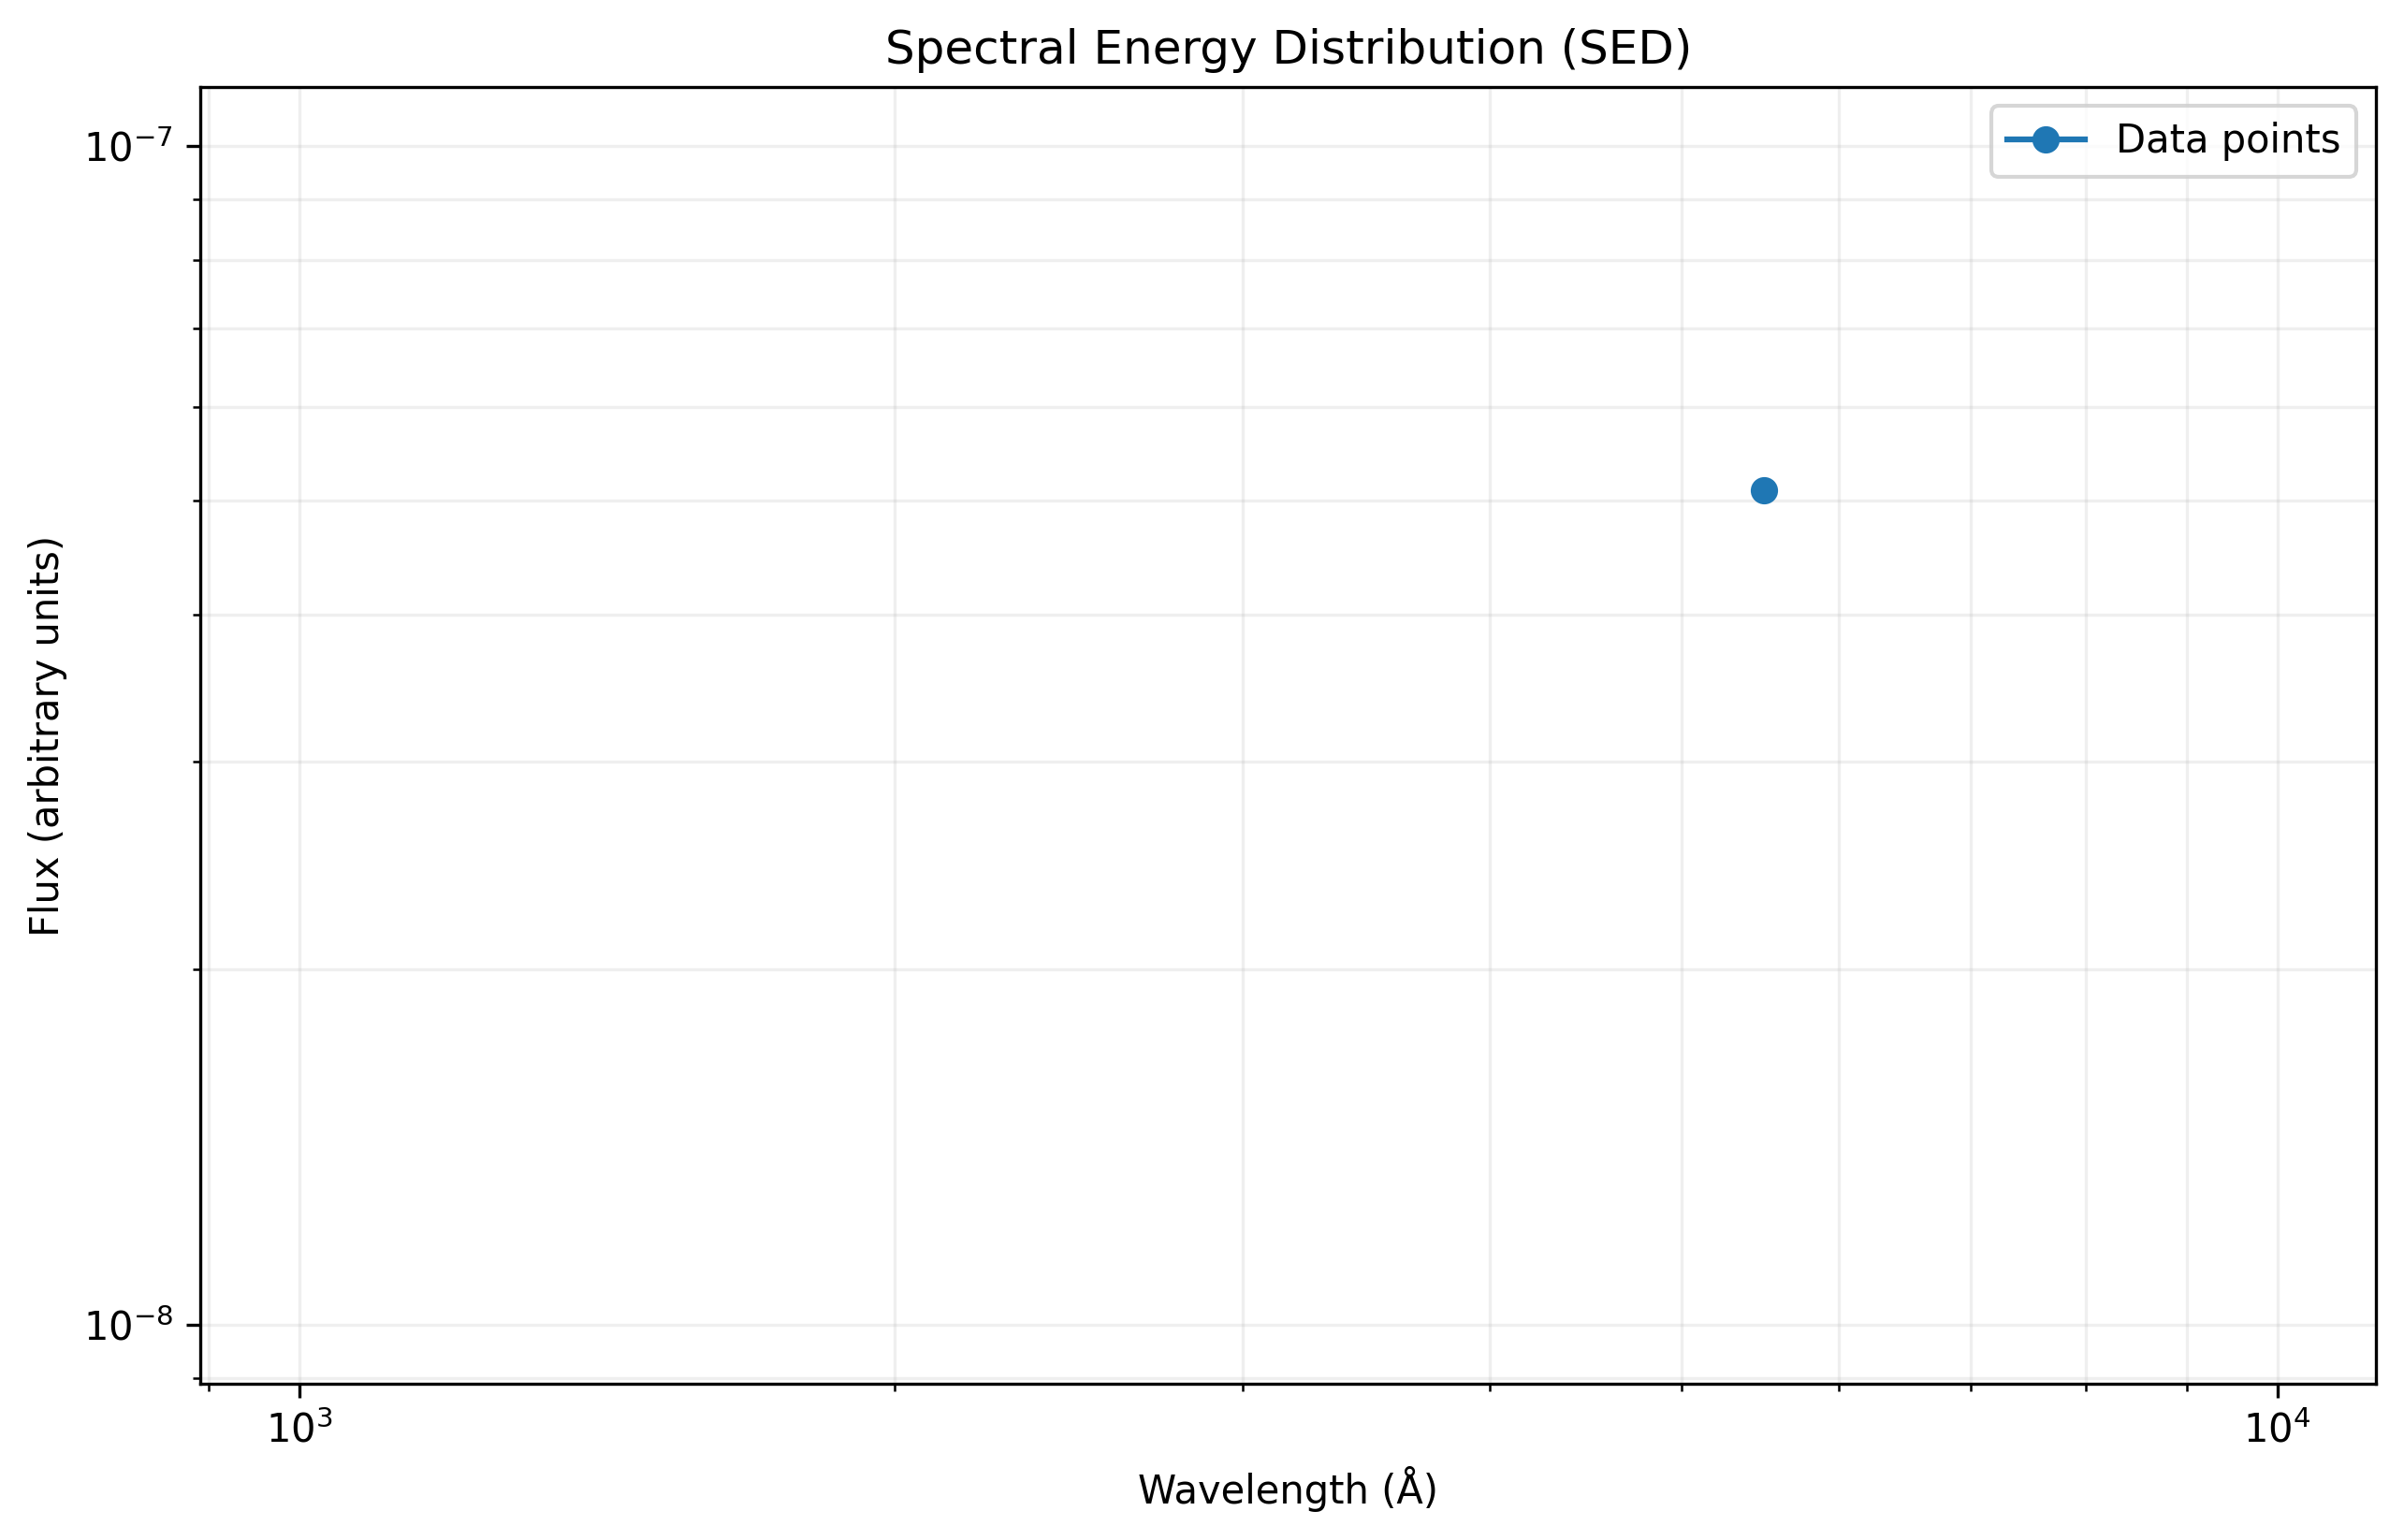 Spectral Energy Distribution (SED)
Data points
10⁻⁷
10⁻⁸
Flux (arbitrary units)
10³
10⁴
Wavelength (Å)